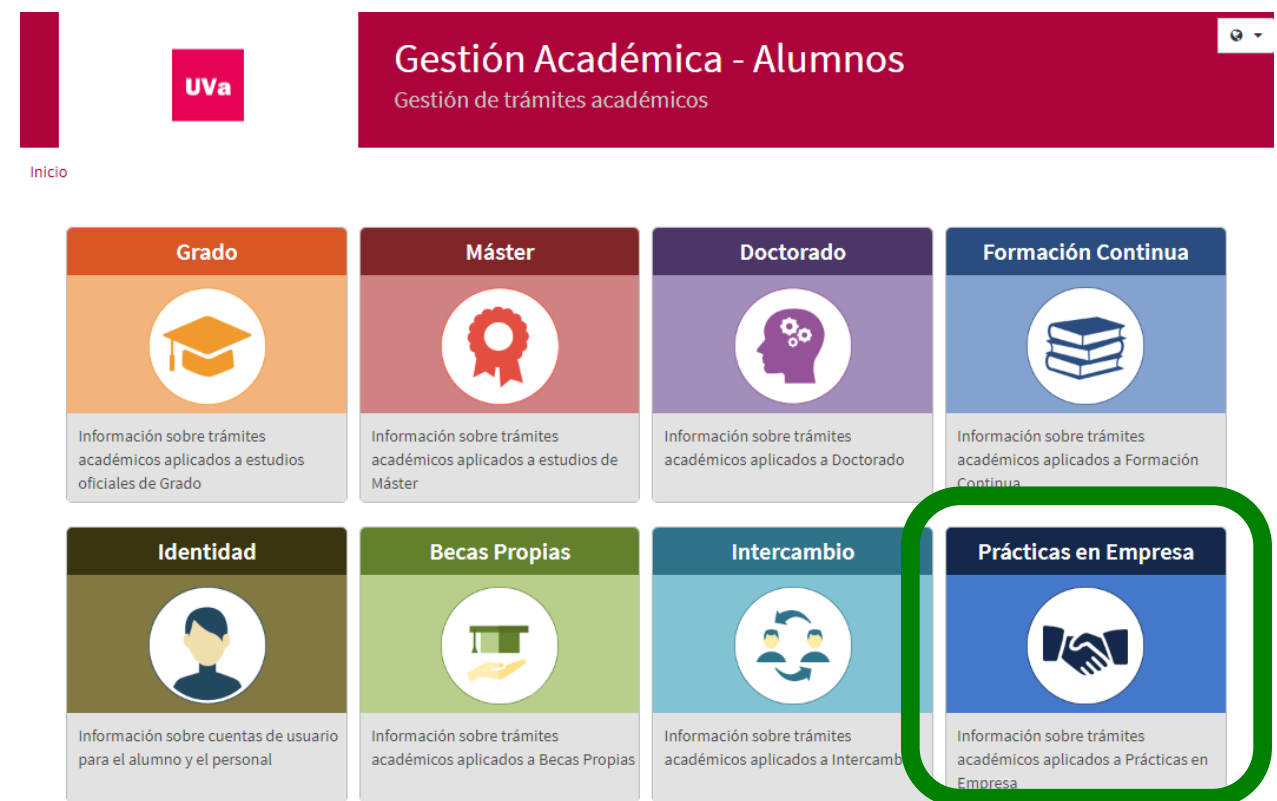 UVa
Gestión Académica - Alumnos
Gestión de trámites académicos
Inicio
Grado
Información sobre trámites
académicos aplicados a estudios
oficiales de Grado
Máster
Información sobre trámites
académicos aplicados a estudios de
Máster
Doctorado
Información sobre trámites
académicos aplicados a Doctorado
Formación Continua
Información sobre trámites
académicos aplicados a Formación
Continua
Identidad
Información sobre cuentas de usuario
para el alumno y el personal
Becas Propias
Información sobre trámites
académicos aplicados a Becas Propias
Intercambio
Información sobre trámites
académicos aplicados a Intercamb
Prácticas en Empresa
Información sobre trámites
académicos aplicados a Prácticas en
Empresa